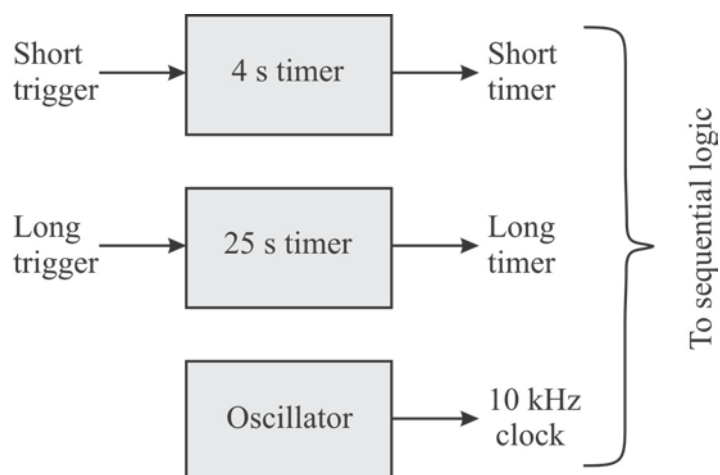 Short
trigger
4 s timer
Short
timer
Long
trigger
25 s timer
Long
timer
Oscillator
10 kHz
clock
To sequential logic